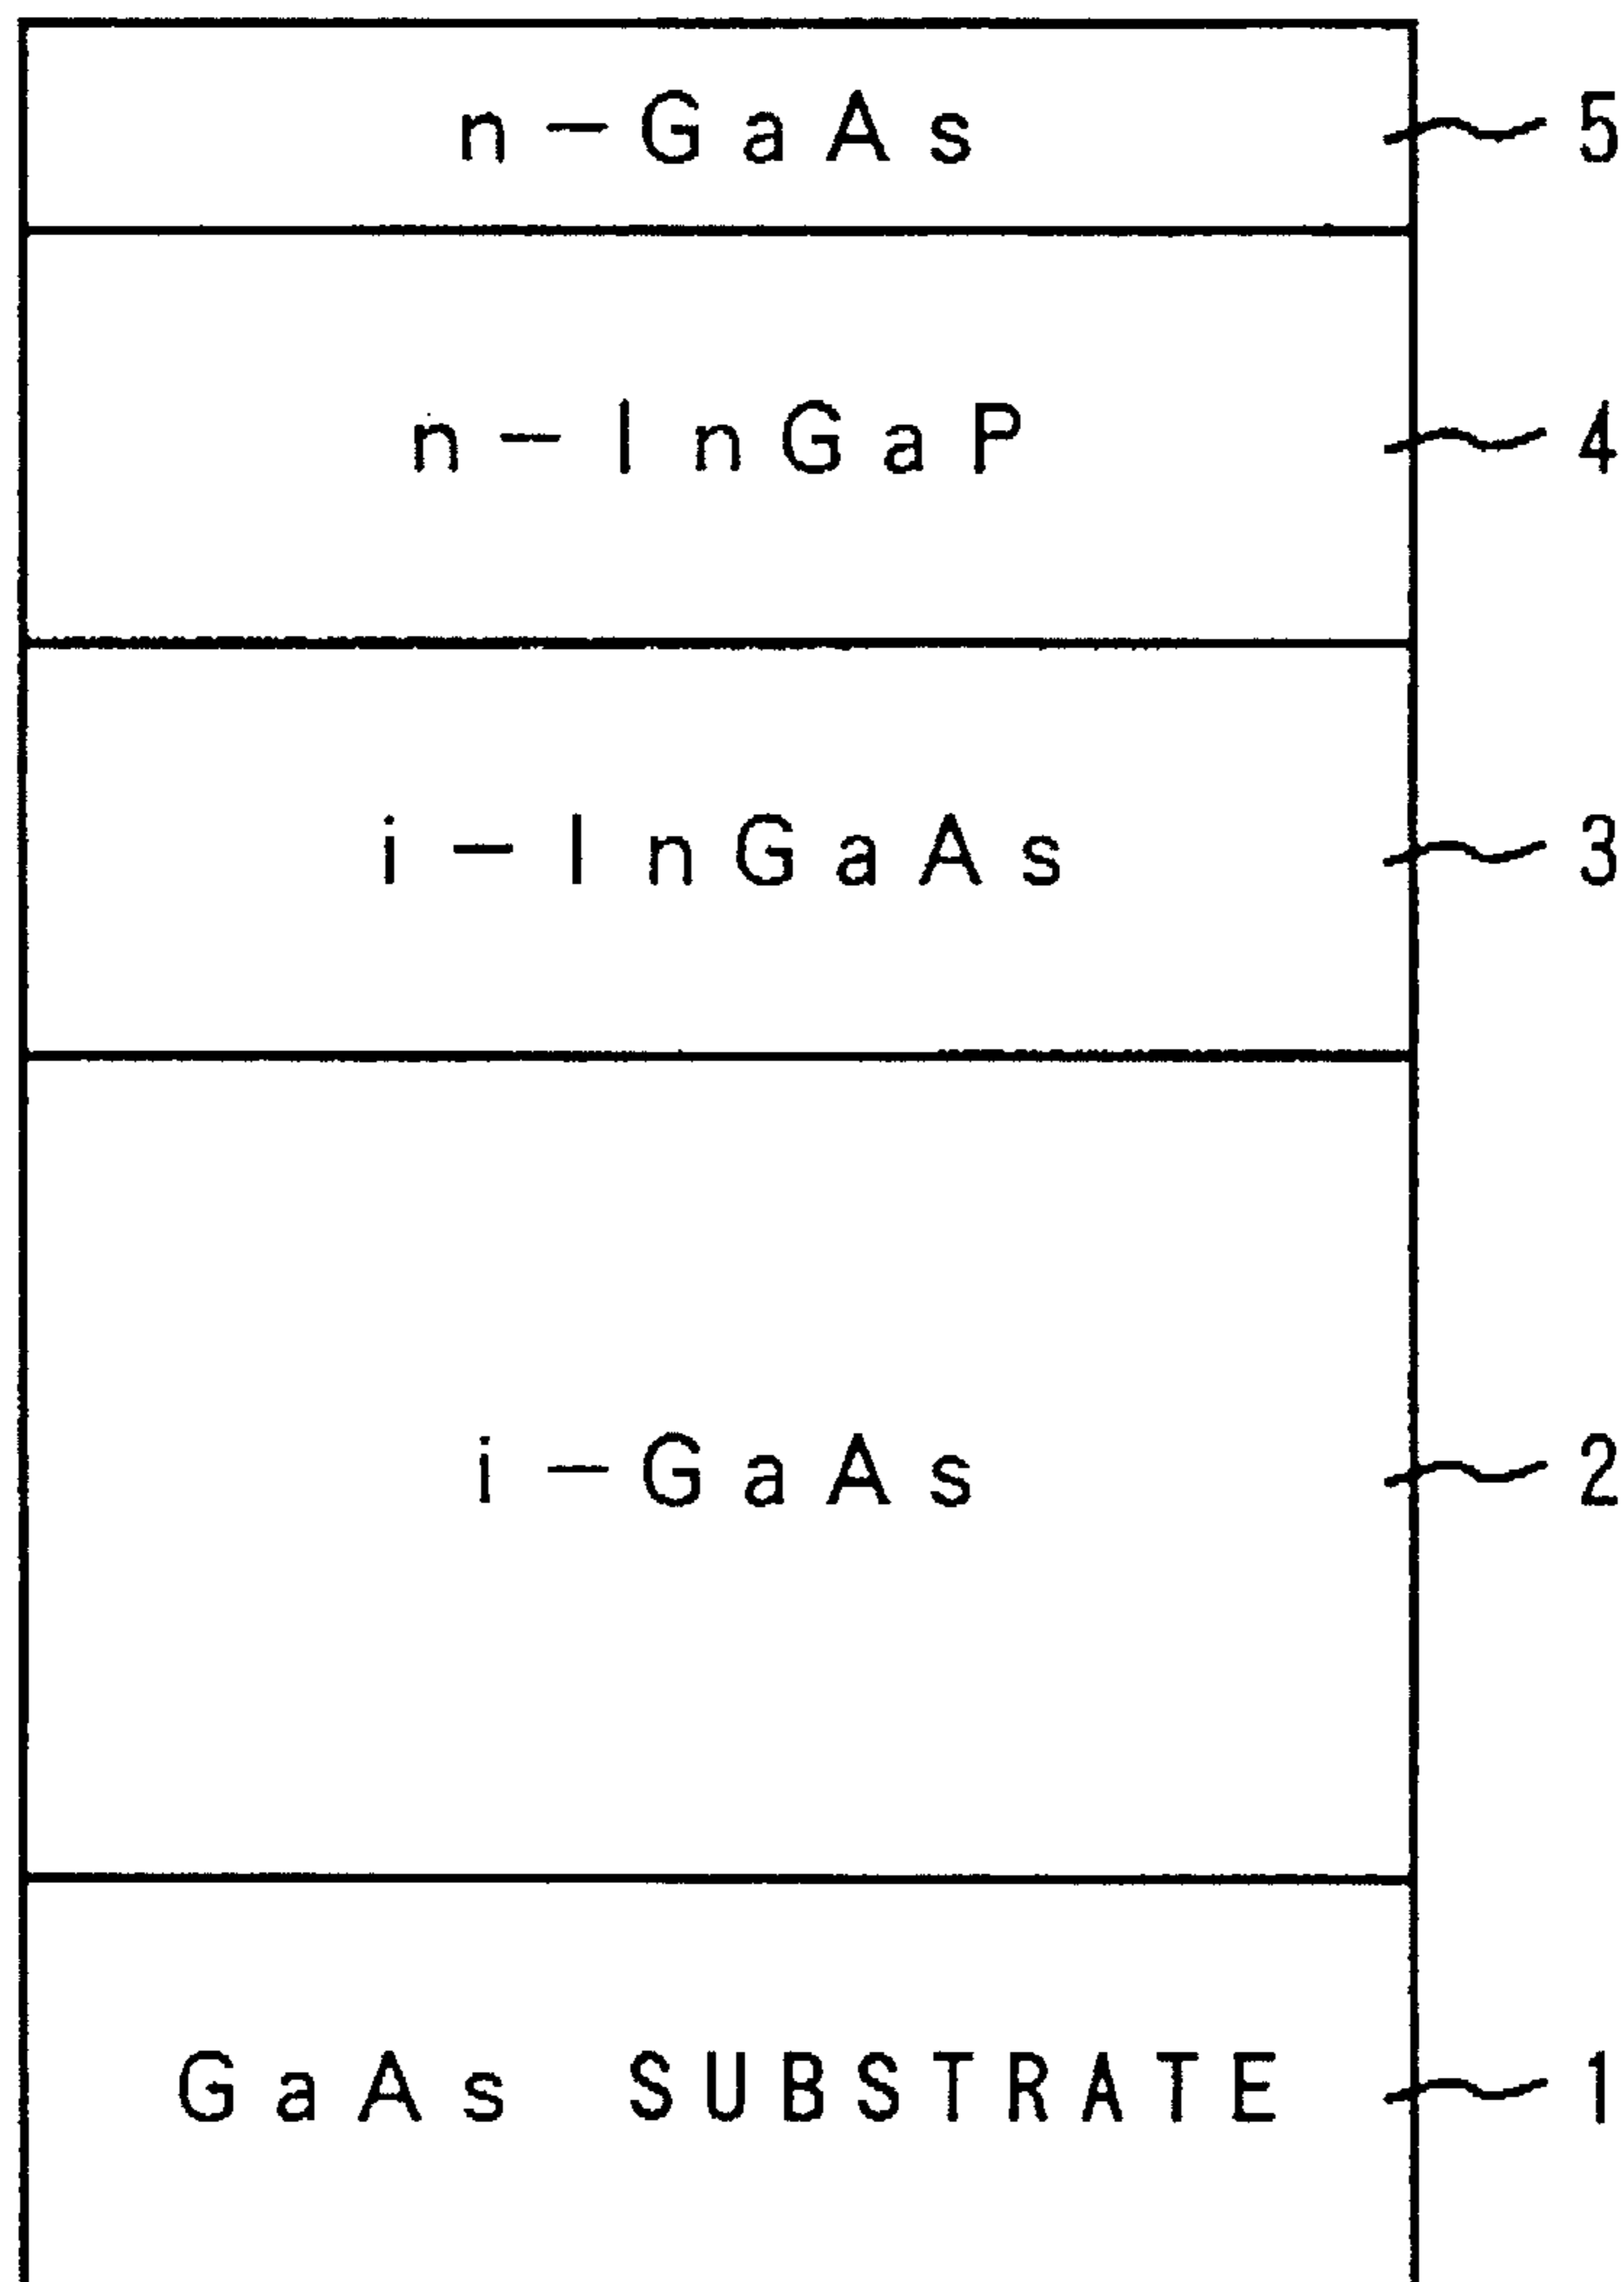 n-GaAs 5
n-InGaP 4
i-InGaAs 3
i-GaAs 2
GaAs SUBSTRATE 1